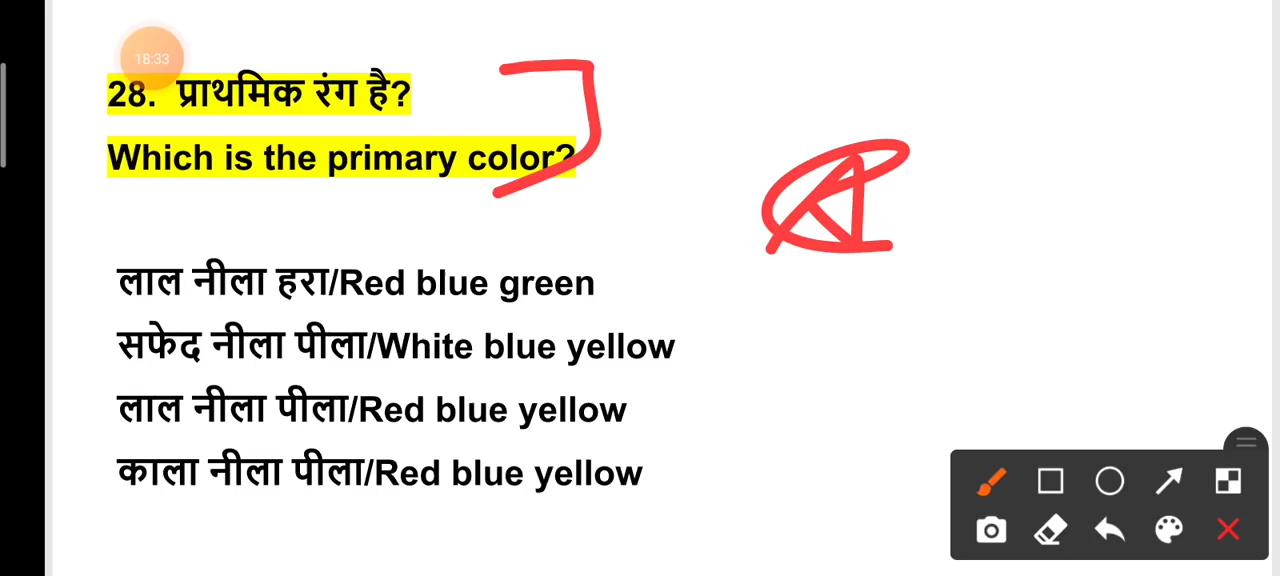 18:33
28. प्राथमिक रंग है?
Which is the primary color?
लाल नीला हरा/Red blue green
सफेद नीला पीला/White blue yellow
लाल नीला पीला/Red blue yellow
काला नीला पीला/Red blue yellow